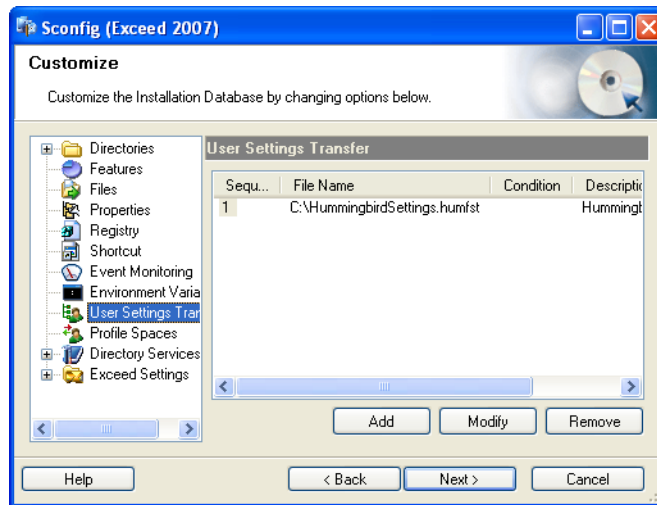 Sconfig (Exceed 2007)
Customize
Customize the Installation Database by changing options below.
Directories
Features
Files
Properties
Registry
Shortcut
Event Monitoring
Environment Varia
User Settings Tran
Profile Spaces
Directory Services
Exceed Settings
User Settings Transfer
Sequ... File Name Condition Descriptic
1 C:\HummingbirdSettings.humfst Hummingb
Add Modify Remove
Help < Back Next > Cancel